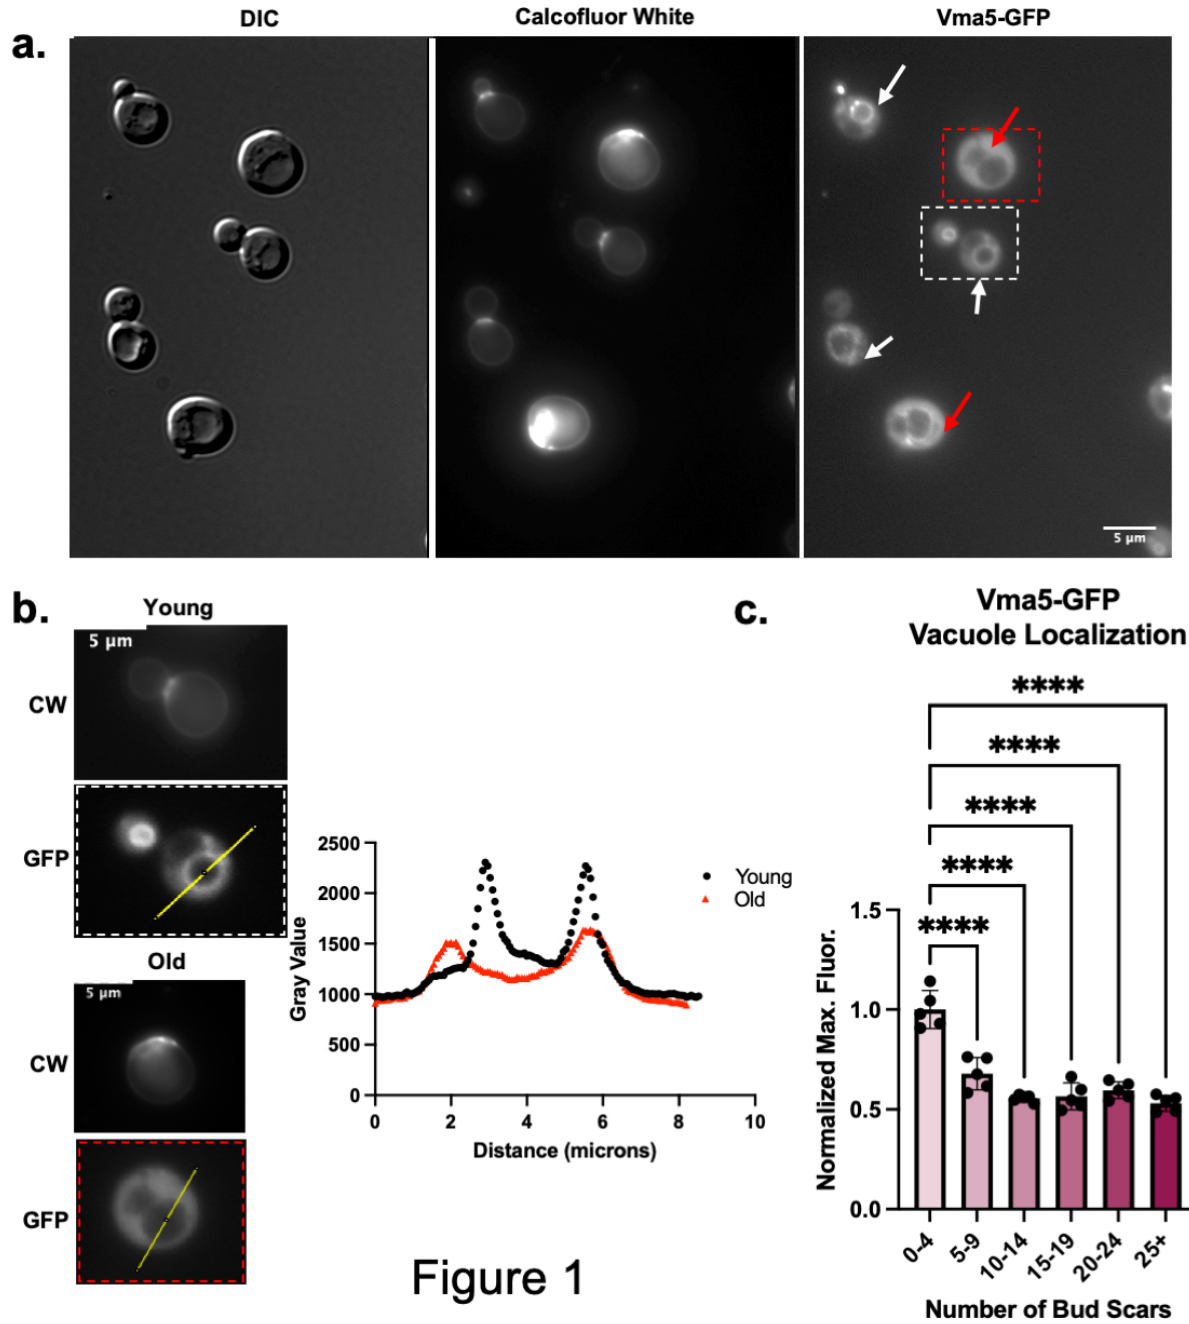 a.
DIC
Calcofluor White
Vma5-GFP
5 µm
b.
Young
5 µm
CW
GFP
Old
5 µm
CW
GFP
Gray Value
2500
2000
1500
1000
500
0
0 2 4 6 8 10
Distance (microns)
Young
Old
c.
Vma5-GFP
Vacuole Localization
****
****
****
****
****
Normalized Max. Fluor.
1.5
1.0
0.5
0.0
0-4 5-9 10-14 15-19 20-24 25+
Number of Bud Scars
Figure 1